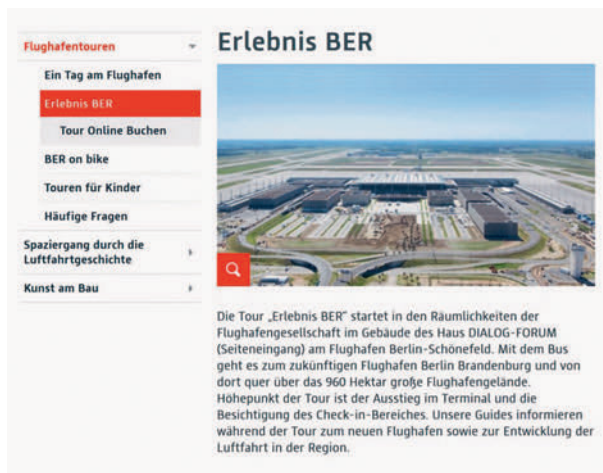 Flughafentouren
Ein Tag am Flughafen
Erlebnis BER
Tour Online Buchen
BER on bike
Touren für Kinder
Häufige Fragen
Spaziergang durch die
Luftfahrtgeschichte
Kunst am Bau
Erlebnis BER
Die Tour „Erlebnis BER" startet in den Räumlichkeiten der
Flughafengesellschaft im Gebäude des Haus DIALOG-FORUM
(Seiteneingang) am Flughafen Berlin-Schönefeld. Mit dem Bus
geht es zum zukünftigen Flughafen Berlin Brandenburg und von
dort quer über das 960 Hektar große Flughafengelände.
Höhepunkt der Tour ist der Ausstieg im Terminal und die
Besichtigung des Check-in-Bereiches. Unsere Guides informieren
während der Tour zum neuen Flughafen sowie zur Entwicklung der
Luftfahrt in der Region.